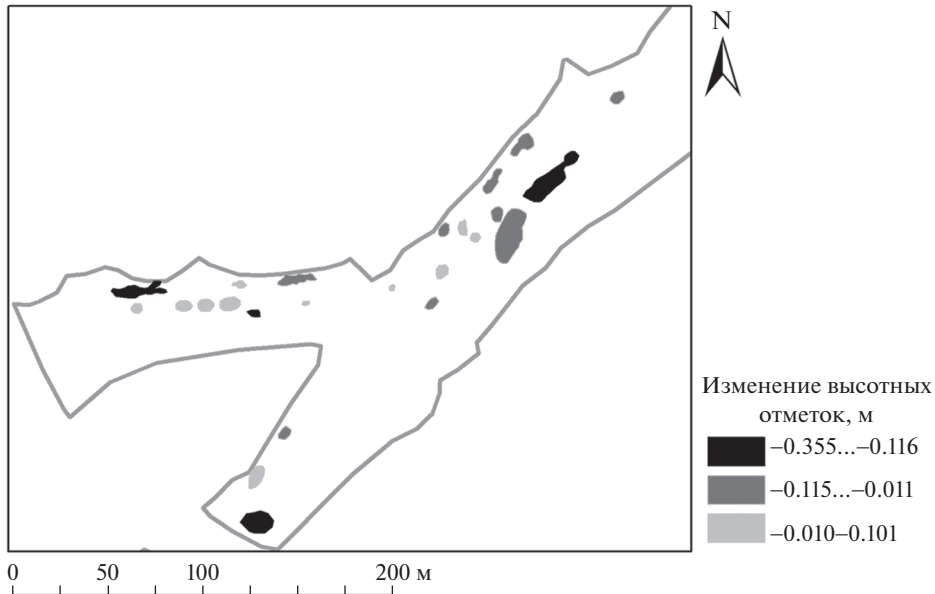 N
Изменение высотных
отметок, м
–0.355...–0.116
–0.115...–0.011
–0.010–0.101
0 50 100 200 м